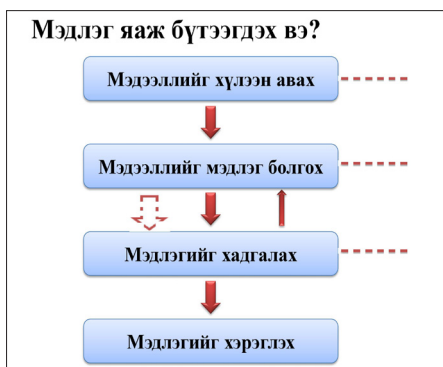 Мэдлэг яаж бүтээгдэх вэ?
Мэдээллийг хүлээн авах
Мэдээллийг мэдлэг болгох
Мэдлэгийг хадгалах
Мэдлэгийг хэрэглэх